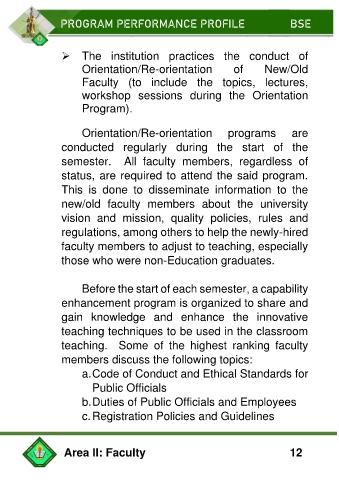 PROGRAM PERFORMANCE PROFILE BSE
➢ The institution practices the conduct of
Orientation/Re-orientation of New/Old
Faculty (to include the topics, lectures,
workshop sessions during the Orientation
Program).
Orientation/Re-orientation programs are
conducted regularly during the start of the
semester. All faculty members, regardless of
status, are required to attend the said program.
This is done to disseminate information to the
new/old faculty members about the university
vision and mission, quality policies, rules and
regulations, among others to help the newly-hired
faculty members to adjust to teaching, especially
those who were non-Education graduates.
Before the start of each semester, a capability
enhancement program is organized to share and
gain knowledge and enhance the innovative
teaching techniques to be used in the classroom
teaching. Some of the highest ranking faculty
members discuss the following topics:
a. Code of Conduct and Ethical Standards for
Public Officials
b. Duties of Public Officials and Employees
c. Registration Policies and Guidelines
Area II: Faculty 12